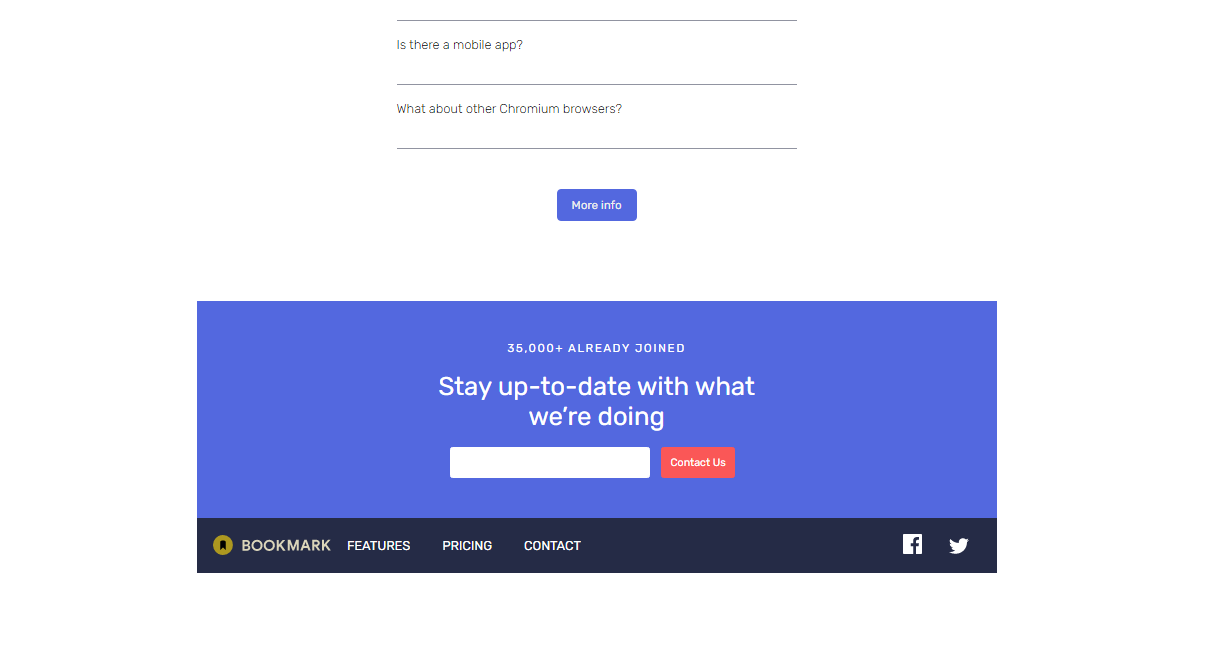 Is there a mobile app?
What about other Chromium browsers?
More info
35,000+ ALREADY JOINED
Stay up-to-date with what
we’re doing
Contact Us
BOOKMARK FEATURES PRICING CONTACT